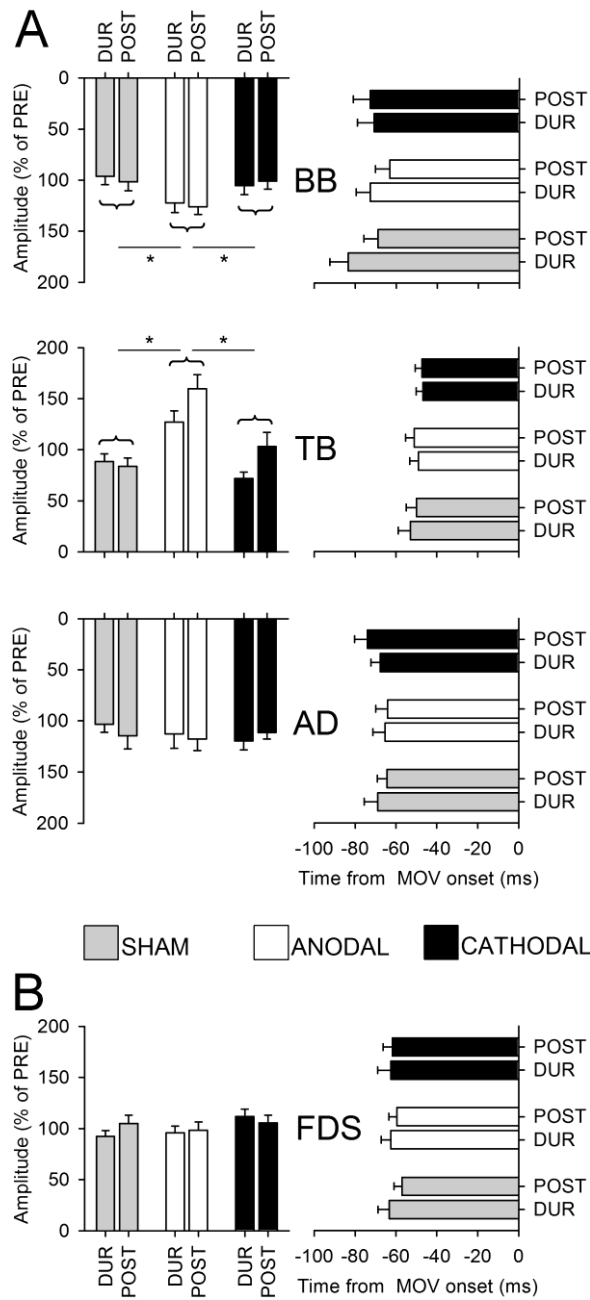 A
DUR POST DUR POST DUR POST
Amplitude (% of PRE)
0
50
100
150
200
* *
BB
POST
DUR
POST
DUR
POST
DUR
Amplitude (% of PRE)
200
150
100
50
0
* *
TB
POST
DUR
POST
DUR
POST
DUR
Amplitude (% of PRE)
0
50
100
150
200
AD
POST
DUR
POST
DUR
POST
DUR
-100 -80 -60 -40 -20 0
Time from MOV onset (ms)
SHAM ANODAL CATHODAL
B
Amplitude (% of PRE)
200
150
100
50
0
DUR POST DUR POST DUR POST
FDS
POST
DUR
POST
DUR
POST
DUR
-100 -80 -60 -40 -20 0
Time from MOV onset (ms)